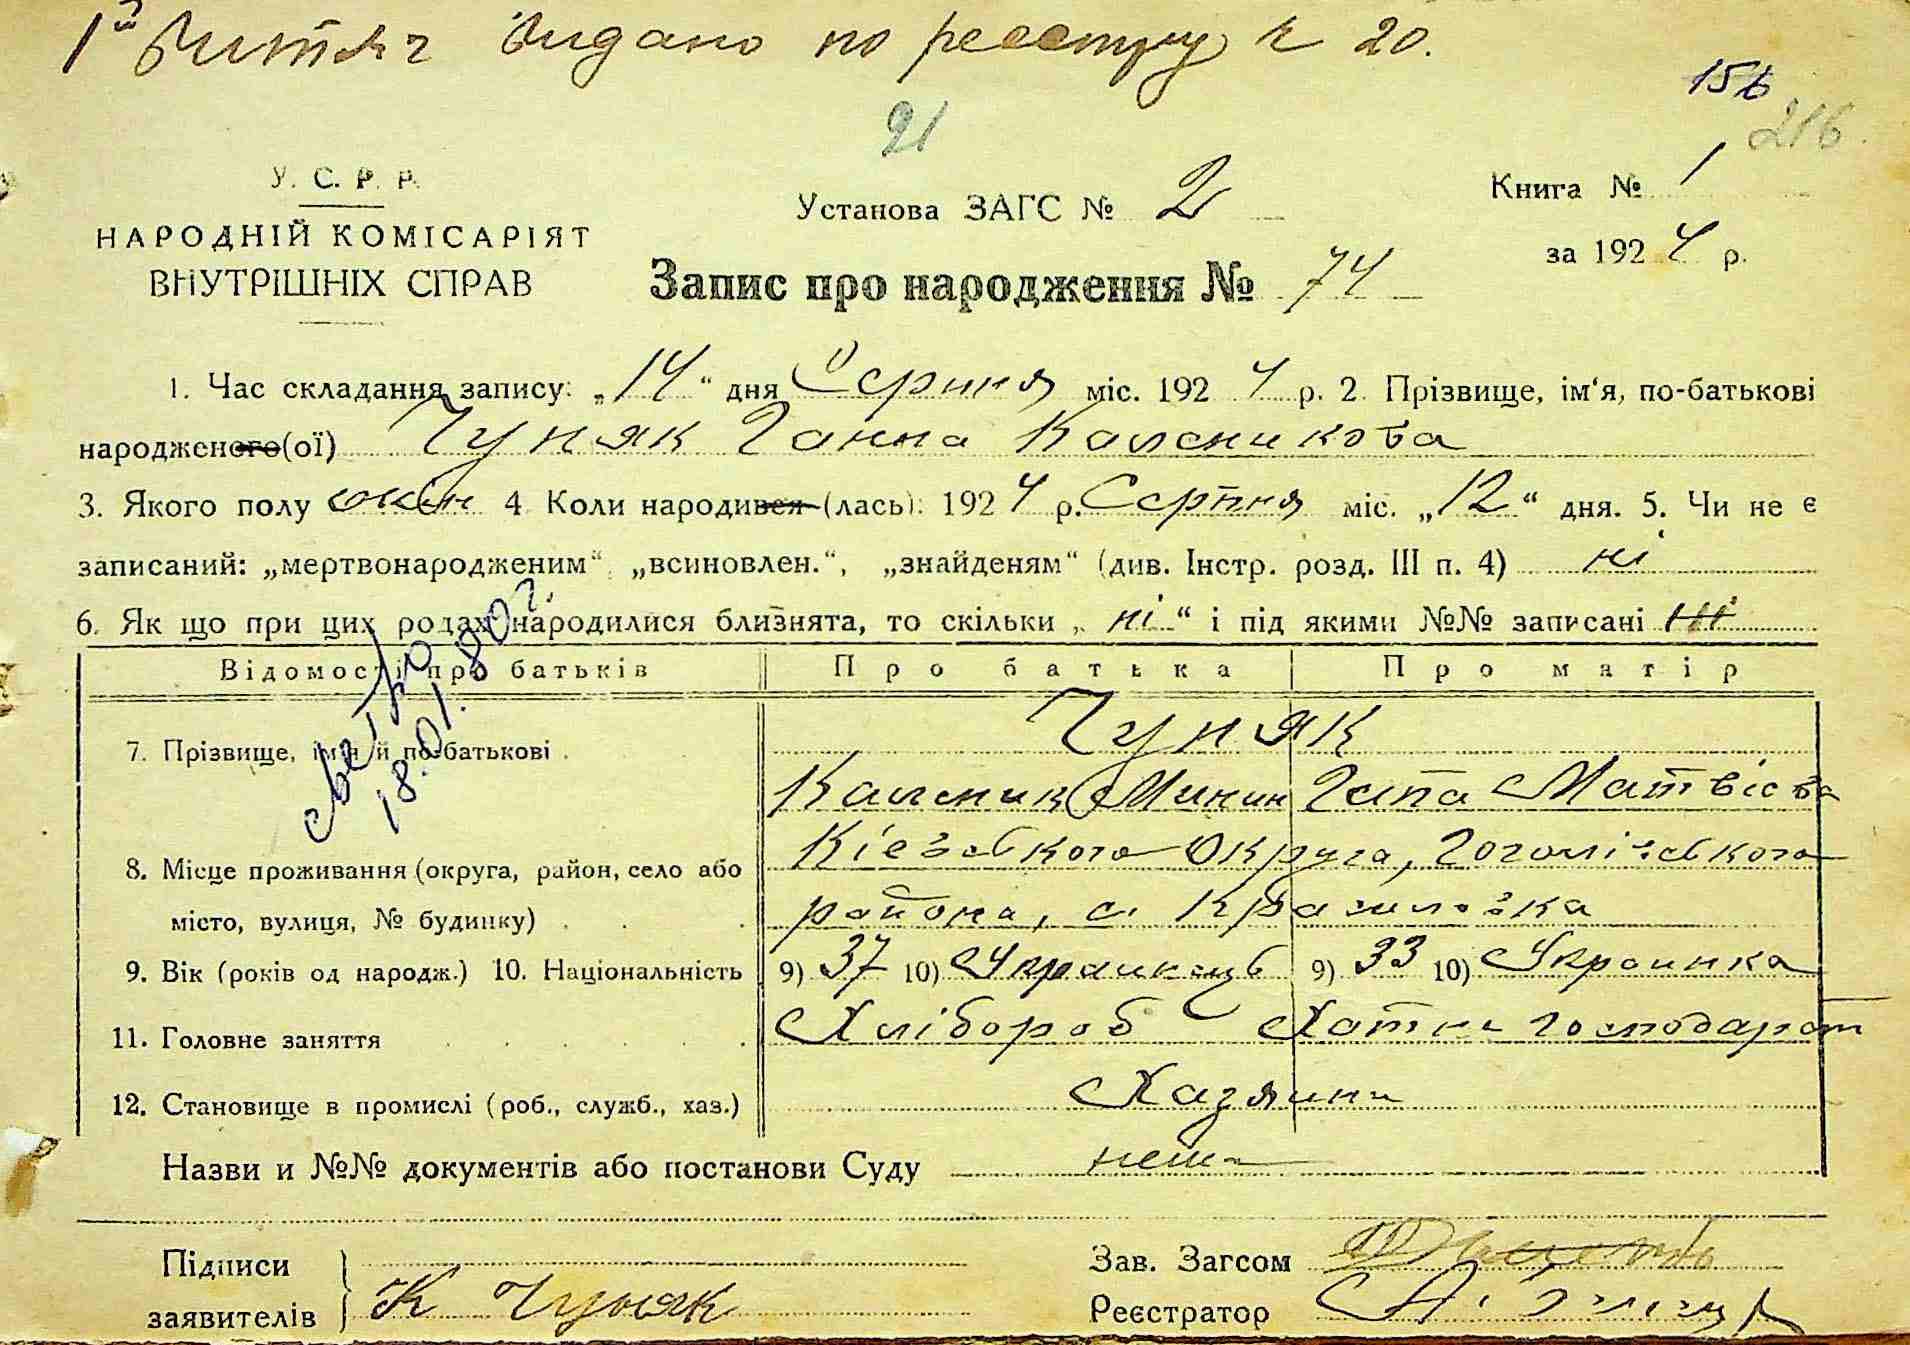 1й Витяг видано по реєстру № 20.
156
21
216
У. С. Р. Р.
НАРОДНІЙ КОМІСАРІЯТ
ВНУТРІШНІХ СПРАВ
Установа ЗАГС № 2
Книга № 1
за 1924 р.
Запис про народження № 74
1. Час складання запису: „14“ дня Серпня міс. 1924 р. 2. Прізвище, ім‘я, по-батькові
народженого(ої) Чуняк Ганна Каленикова
3. Якого полу жін 4 Коли народився (лась): 1924 р. Серпня міс. „12“ дня. 5. Чи не є
записаний: „мертвонародженим“, „всиновлен.“, „знайденям“ (див. Інстр. розд. III п. 4) ні
6. Як що при цих родах народилися близнята, то скільки „ні“ і під якими №№ записані ні
Відомості про батьків Про батька Про матір
Чуняк
7. Прізвище, ім'я й по-батькові
Каленик Минин Гапа Матвієва
Київського Округа, Гоголівського
8. Місце проживання (округа, район, село або
района, с. Красилівка
місто, вулиця, № будинку)
9. Вік (років од народж.) 10. Національність 9) 37 10) Українець 9) 33 10) Украинка
11. Головне заняття Хлібороб Хатнє господарст
12. Становище в промислі (роб., служб., хаз.) Хазяини
18.01.80г.
Назви и №№ документів або постанови Суду нема
Підписи
заявителів К Чуняк
Зав. Загсом
Реєстратор